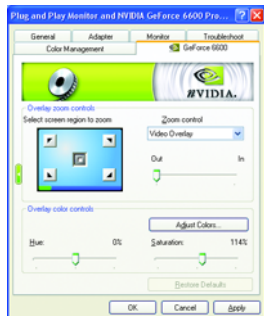 Plug and Play Monitor and NVIDIA GeForce 6600 Pro...
General Adapter Monitor Troubleshoot
Color Management GeForce 6600
NVIDIA.
Overlay zoom controls
Select screen region to zoom
Zoom control
Video Overlay
Out In
Overlay color controls
Adjust Colors...
Hue: 0% Saturation: 114%
Restore Defaults
OK Cancel Apply